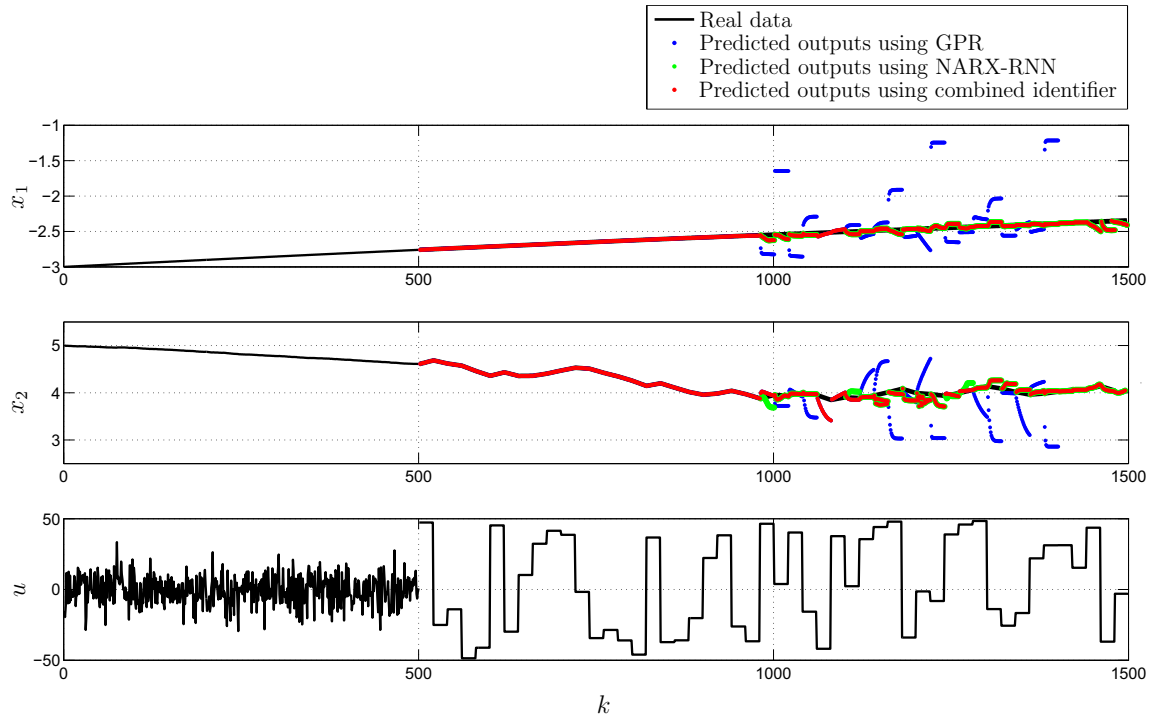 Real data
Predicted outputs using GPR
Predicted outputs using NARX-RNN
Predicted outputs using combined identifier
−1
−1.5
−2
−2.5
−3
x₁
0 500 1000 1500
5
4
3
x₂
0 500 1000 1500
50
0
−50
u
0 500 1000 1500
k